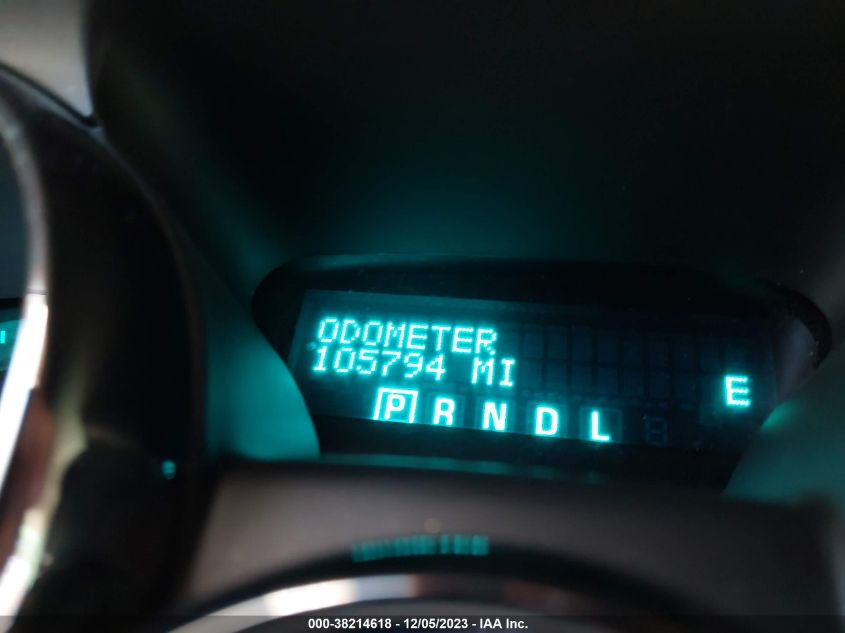 ODOMETER
105794 MI
E
P R N D L
000-38214618 - 12/05/2023 - IAA Inc.